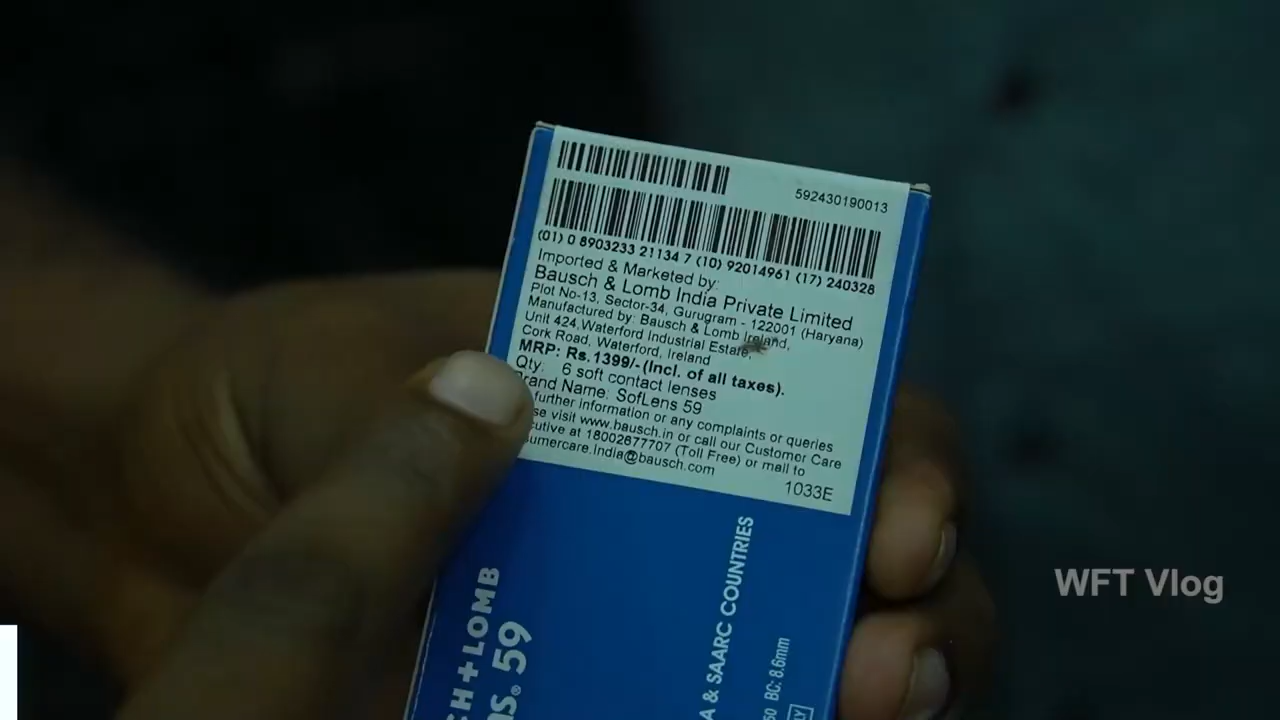 592430190013
(01) 0 8903233 21134 7 (10) 92014961 (17) 240328
Imported & Marketed by:
Bausch & Lomb India Private Limited
Plot No-13, Sector-34, Gurugram - 122001 (Haryana)
Manufactured by: Bausch & Lomb Ireland,
Unit 424,Waterford Industrial Estate,
Cork Road, Waterford, Ireland
MRP: Rs.1399/-(Incl. of all taxes).
Qty. 6 soft contact lenses
Brand Name: SofLens 59
further information or any complaints or queries
visit www.bausch.in or call our Customer Care
at 18002677707 (Toll Free) or mail to
umercare.India@bausch.com
1033E
CH+LOMB
NS® 59
A & SAARC COUNTRIES
BC: 8.6mm
WFT Vlog